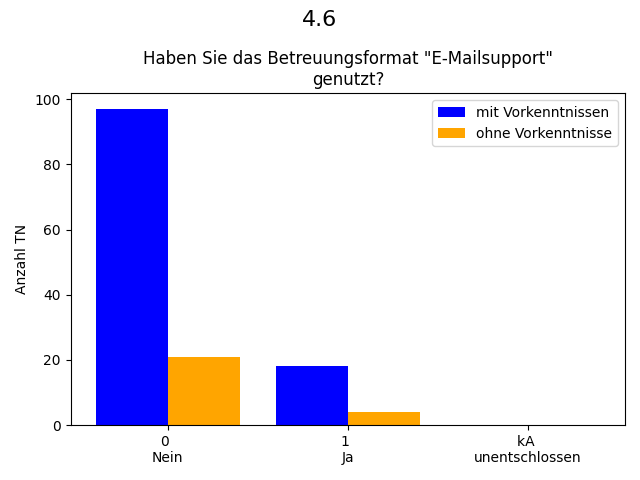 4.6
Haben Sie das Betreuungsformat "E-Mailsupport"
genutzt?
mit Vorkenntnissen
ohne Vorkenntnisse
Anzahl TN
100
80
60
40
20
0
0
Nein
1
Ja
kA
unentschlossen